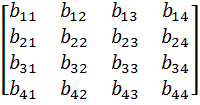 b₁₁ b₁₂ b₁₃ b₁₄
b₂₁ b₂₂ b₂₃ b₂₄
b₃₁ b₃₂ b₃₃ b₃₄
b₄₁ b₄₂ b₄₃ b₄₄